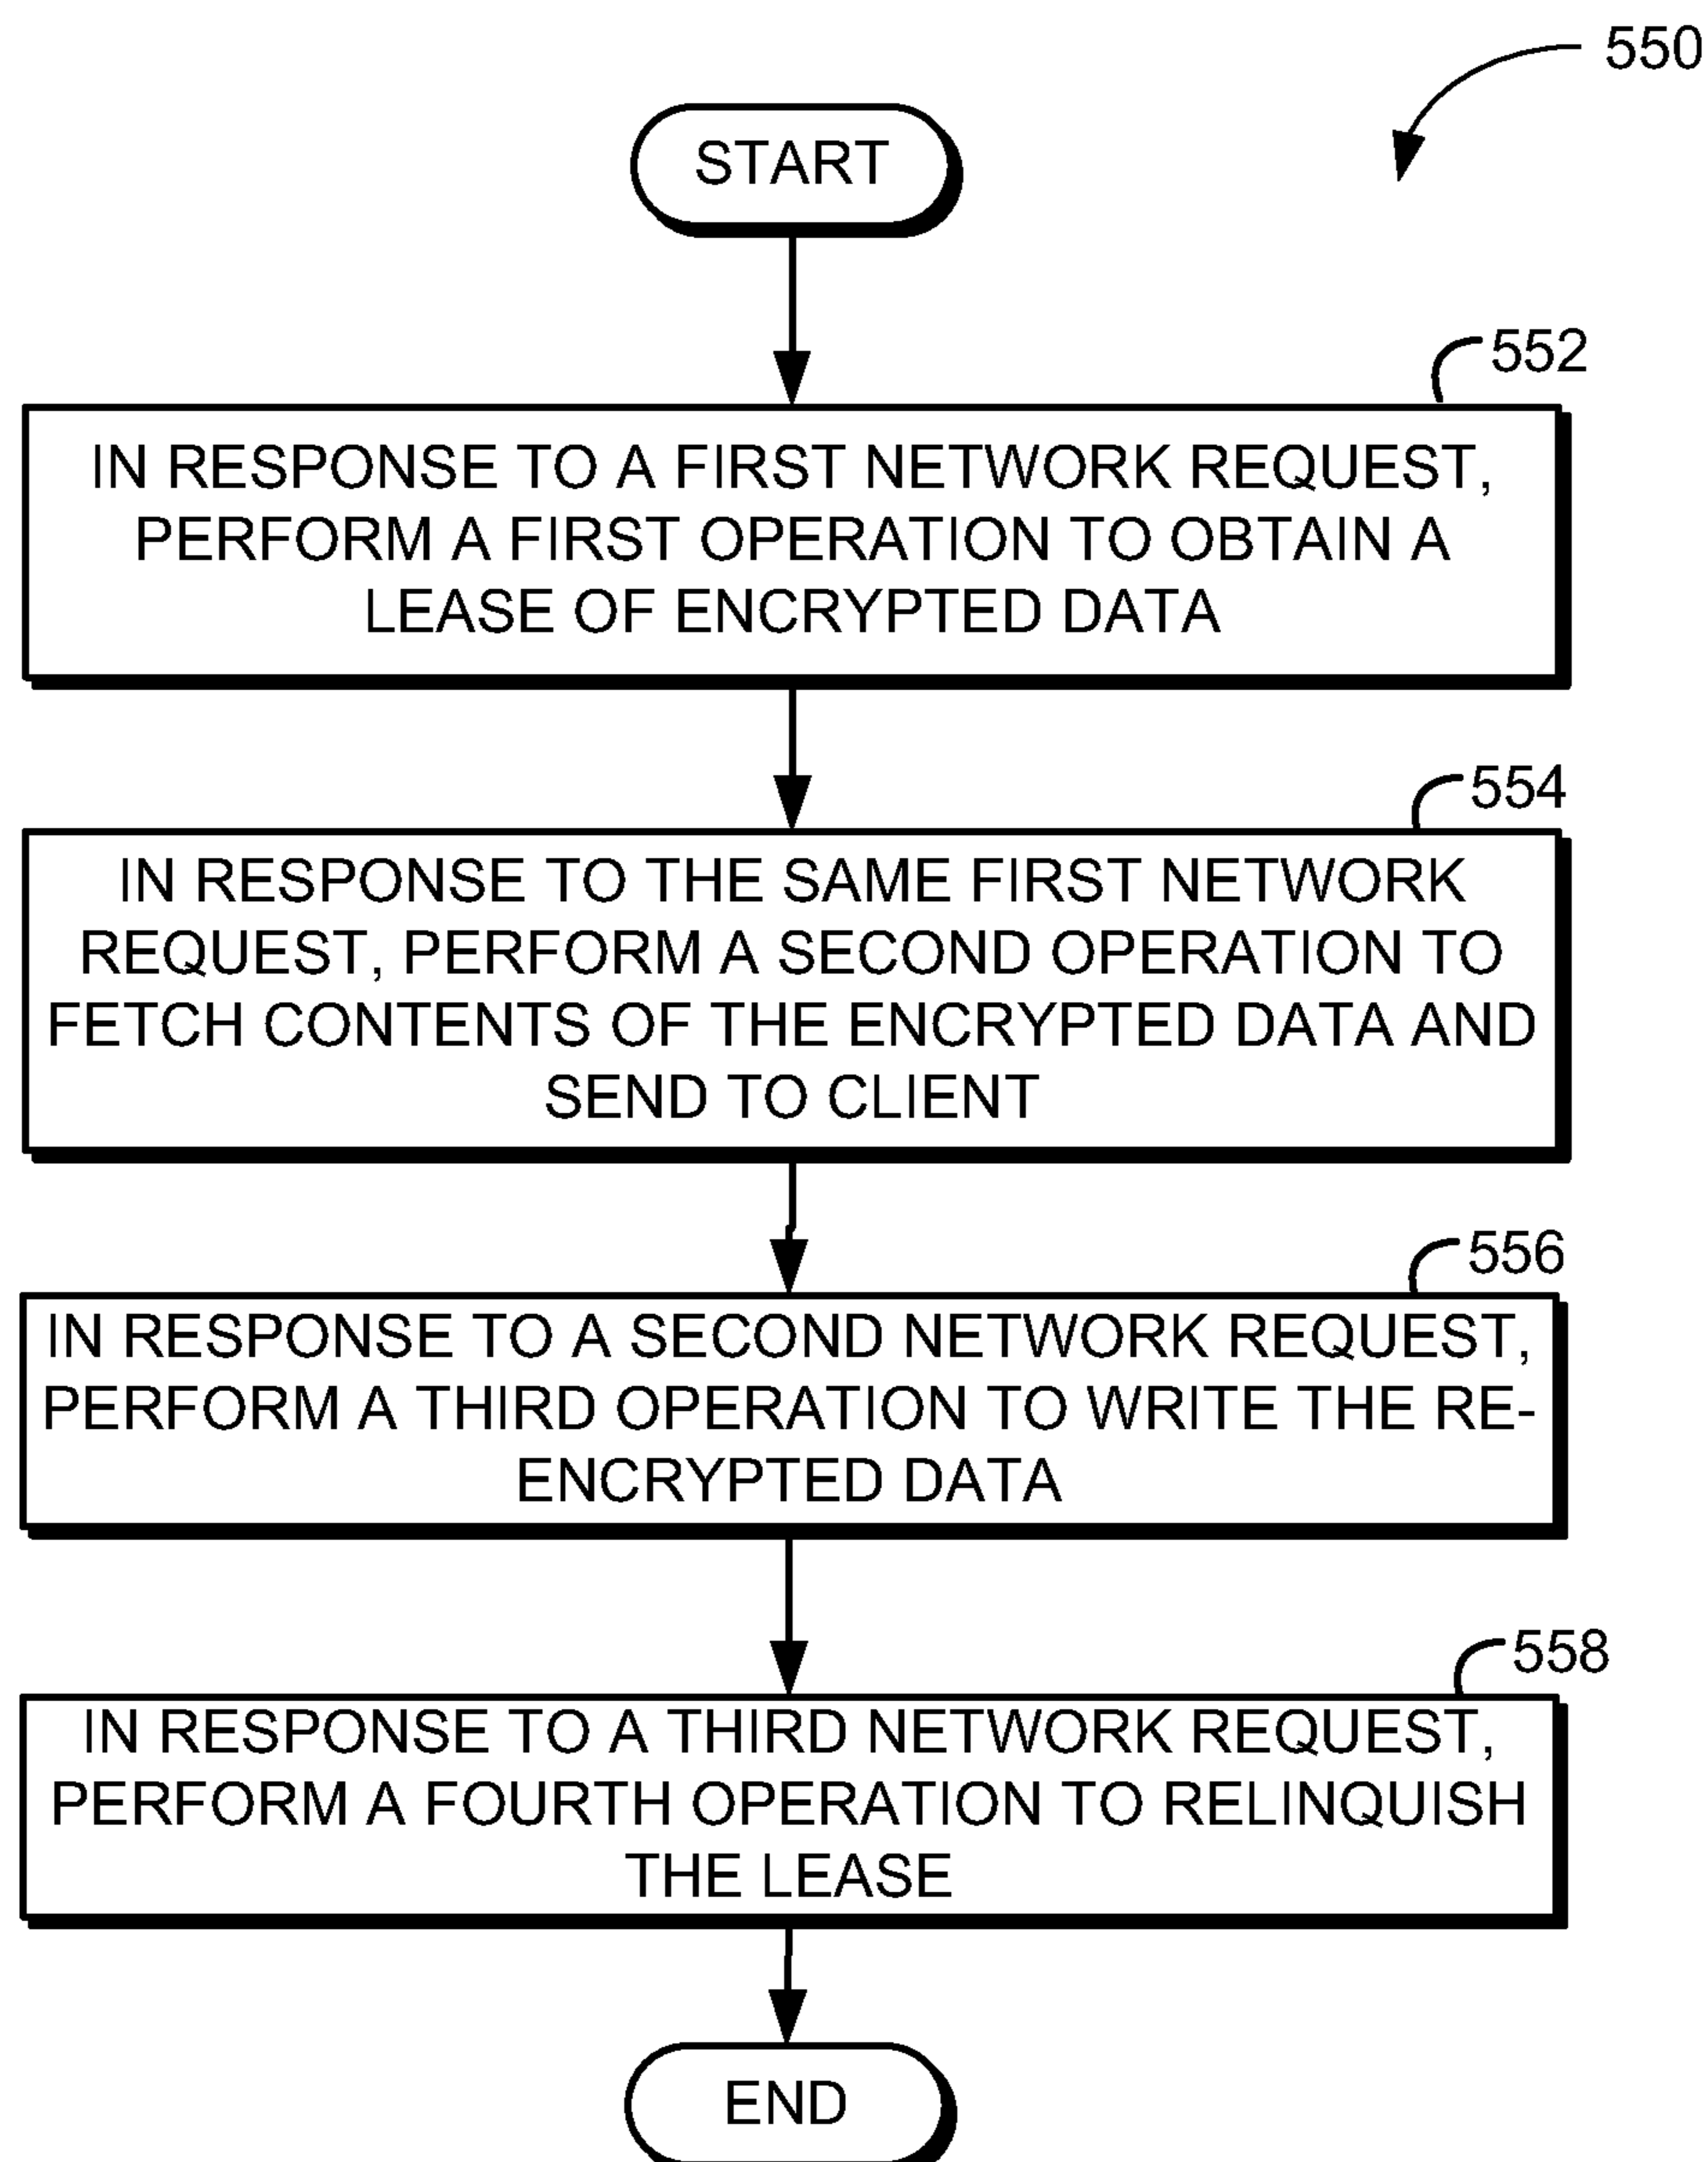 550
START
552
IN RESPONSE TO A FIRST NETWORK REQUEST,
PERFORM A FIRST OPERATION TO OBTAIN A
LEASE OF ENCRYPTED DATA
554
IN RESPONSE TO THE SAME FIRST NETWORK
REQUEST, PERFORM A SECOND OPERATION TO
FETCH CONTENTS OF THE ENCRYPTED DATA AND
SEND TO CLIENT
556
IN RESPONSE TO A SECOND NETWORK REQUEST,
PERFORM A THIRD OPERATION TO WRITE THE RE-
ENCRYPTED DATA
558
IN RESPONSE TO A THIRD NETWORK REQUEST,
PERFORM A FOURTH OPERATION TO RELINQUISH
THE LEASE
END